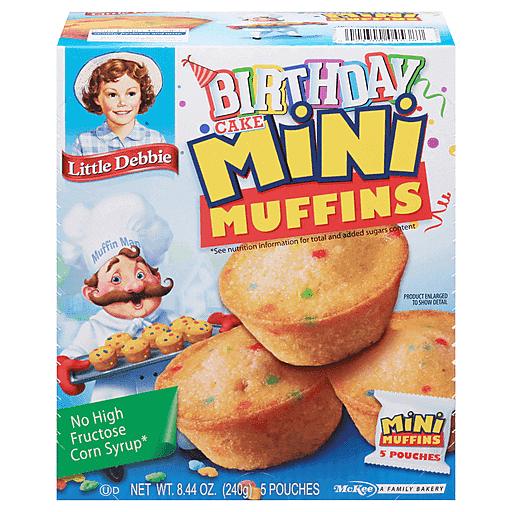 BIRTHDAY
CAKE
MiNi
MUFFINS
Little Debbie
*See nutrition information for total and added sugars content
Muffin Man
PRODUCT ENLARGED
TO SHOW DETAIL
No High
Fructose
Corn Syrup*
MiNi
MUFFINS
5 POUCHES
U D
NET WT. 8.44 OZ. (240g) 5 POUCHES
McKee A FAMILY BAKERY